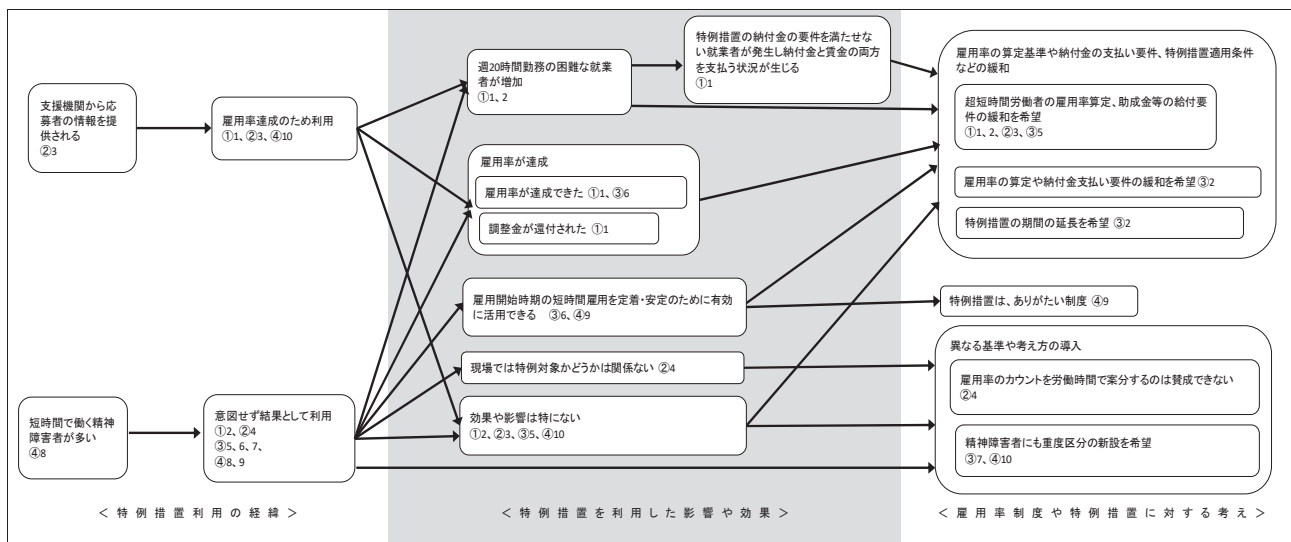 支援機関から応
募者の情報を提
供される
②3
短時間で働く精神
障害者が多い
④8
雇用率達成のため利用
①1、②3、④10
意図せず結果として利用
①2、②4
③5、6、7、
④8、9
＜特例措置利用の経緯＞
週20時間勤務の困難な就業
者が増加
①1、2
特例措置の納付金の要件を満たせな
い就業者が発生し納付金と賃金の両方
を支払う状況が生じる
①1
雇用率が達成
雇用率が達成できた ①1、③6
調整金が還付された ①1
雇用開始時期の短時間雇用を定着・安定のために有効
に活用できる ③6、④9
現場では特例対象かどうかは関係ない ②4
効果や影響は特にない
①2、②3、③5、④10
＜特例措置を利用した影響や効果＞
雇用率の算定基準や納付金の支払い要件、特例措置適用条件
などの緩和
超短時間労働者の雇用率算定、助成金等の給付要
件の緩和を希望
①1、2、②3、③5
雇用率の算定や納付金支払い要件の緩和を希望 ③2
特例措置の期間の延長を希望 ③2
特例措置は、ありがたい制度 ④9
異なる基準や考え方の導入
雇用率のカウントを労働時間で案分するのは賛成できない
②4
精神障害者にも重度区分の新設を希望
③7、④10
＜雇用率制度や特例措置に対する考え＞